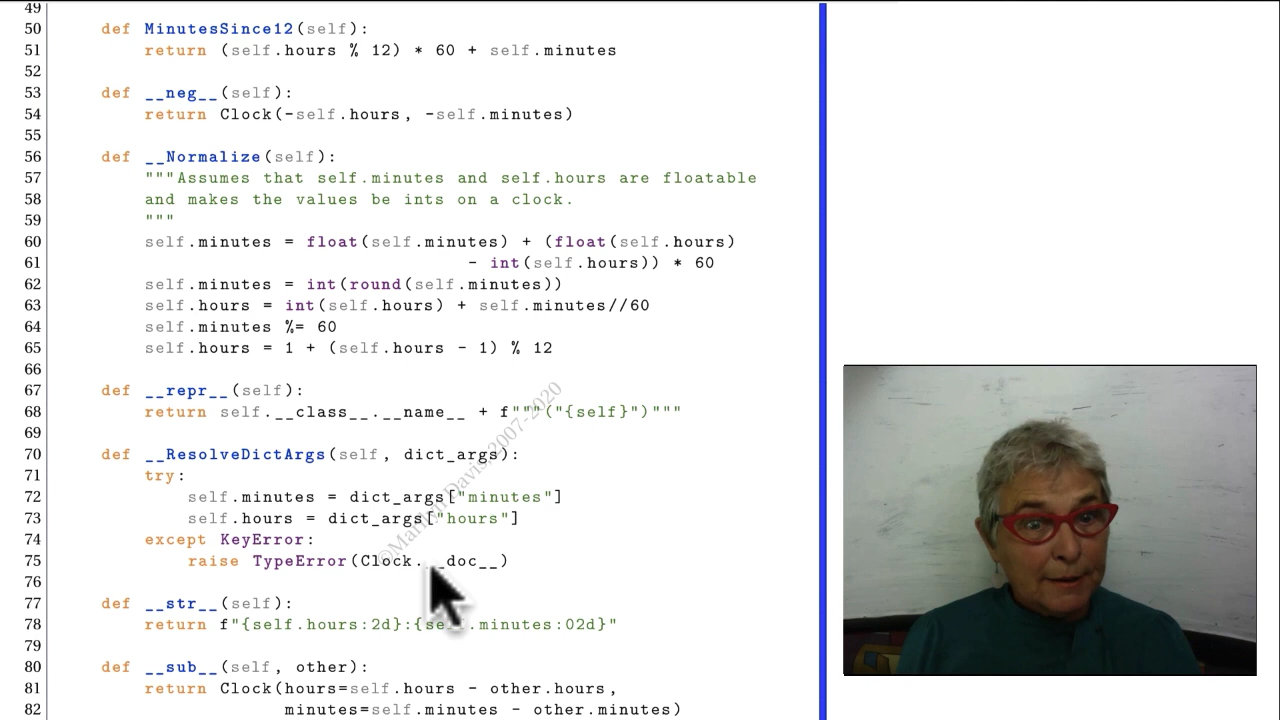 49
50 def MinutesSince12(self):
51 return (self.hours % 12) * 60 + self.minutes
52
53 def __neg__(self):
54 return Clock(-self.hours, -self.minutes)
55
56 def __Normalize(self):
57 """Assumes that self.minutes and self.hours are floatable
58 and makes the values be ints on a clock.
59 """
60 self.minutes = float(self.minutes) + (float(self.hours)
61 - int(self.hours)) * 60
62 self.minutes = int(round(self.minutes))
63 self.hours = int(self.hours) + self.minutes//60
64 self.minutes %= 60
65 self.hours = 1 + (self.hours - 1) % 12
66
67 def __repr__(self):
68 return self.__class__.__name__ + f"""("{self}")"""
69
70 def __ResolveDictArgs(self, dict_args):
71 try:
72 self.minutes = dict_args["minutes"]
73 self.hours = dict_args["hours"]
74 except KeyError:
75 raise TypeError(Clock.__doc__)
76
77 def __str__(self):
78 return f"{self.hours:2d}:{self.minutes:02d}"
79
80 def __sub__(self, other):
81 return Clock(hours=self.hours - other.hours,
82 minutes=self.minutes - other.minutes)
Davis, 2007-2020